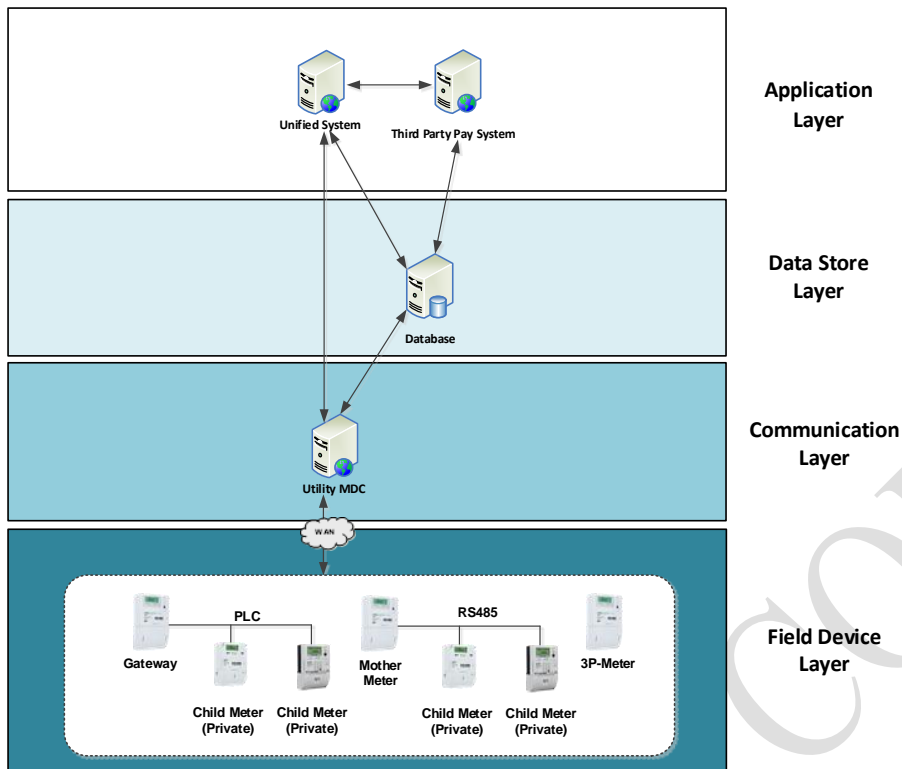 Application
Layer
Unified System
Third Party Pay System
Data Store
Layer
Database
Communication
Layer
Utility MDC
WAN
Field Device
Layer
PLC
RS485
Gateway
Mother
Meter
3P-Meter
Child Meter
(Private)
Child Meter
(Private)
Child Meter
(Private)
Child Meter
(Private)